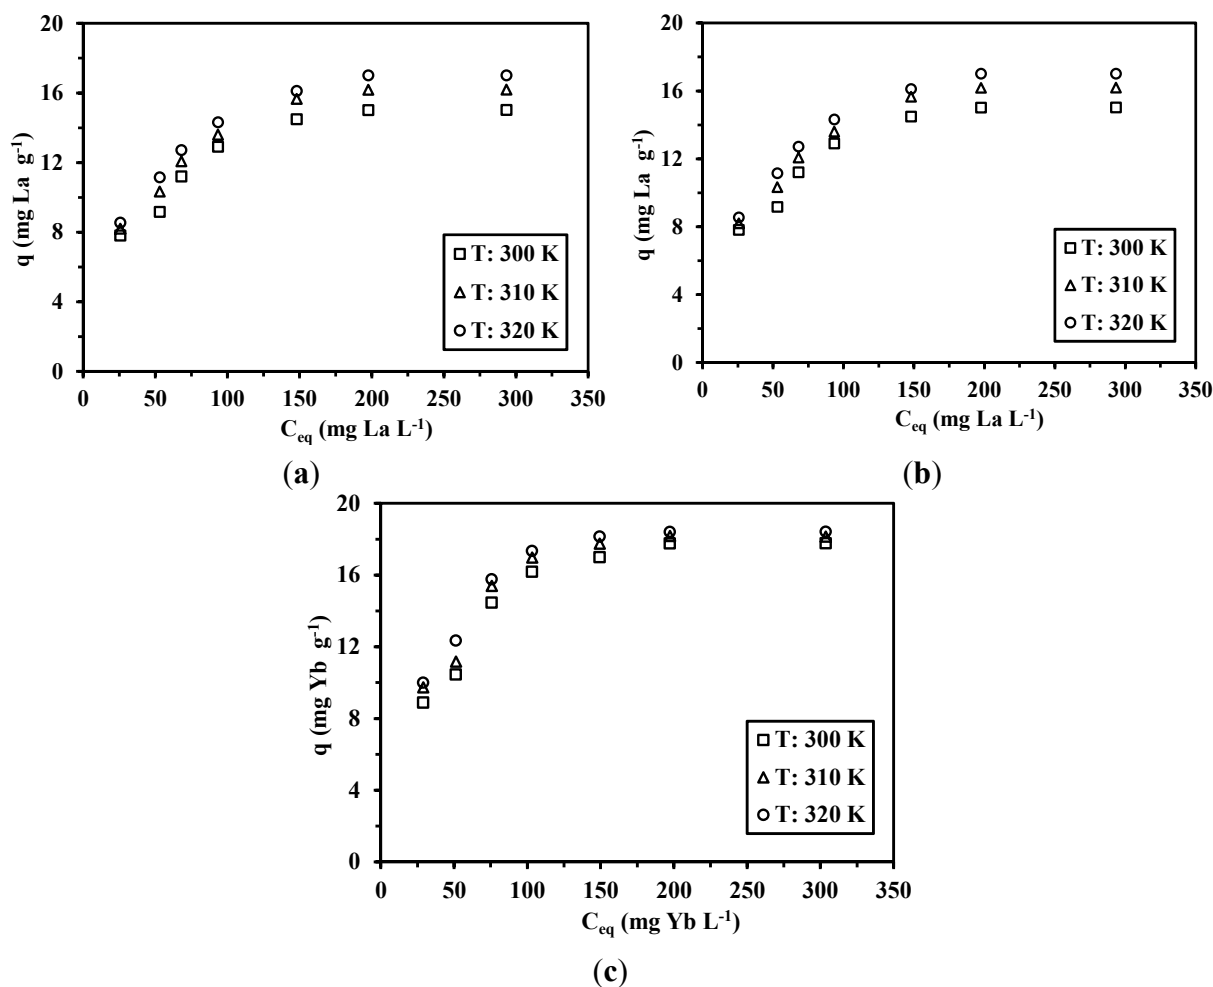 20
16
12
8
4
0
q (mg La g⁻¹)
T: 300 K
T: 310 K
T: 320 K
0 50 100 150 200 250 300 350
C_eq (mg La L⁻¹)
(a)
20
16
12
8
4
0
q (mg La g⁻¹)
T: 300 K
T: 310 K
T: 320 K
0 50 100 150 200 250 300 350
C_eq (mg La L⁻¹)
(b)
20
16
12
8
4
0
q (mg Yb g⁻¹)
T: 300 K
T: 310 K
T: 320 K
0 50 100 150 200 250 300 350
C_eq (mg Yb L⁻¹)
(c)